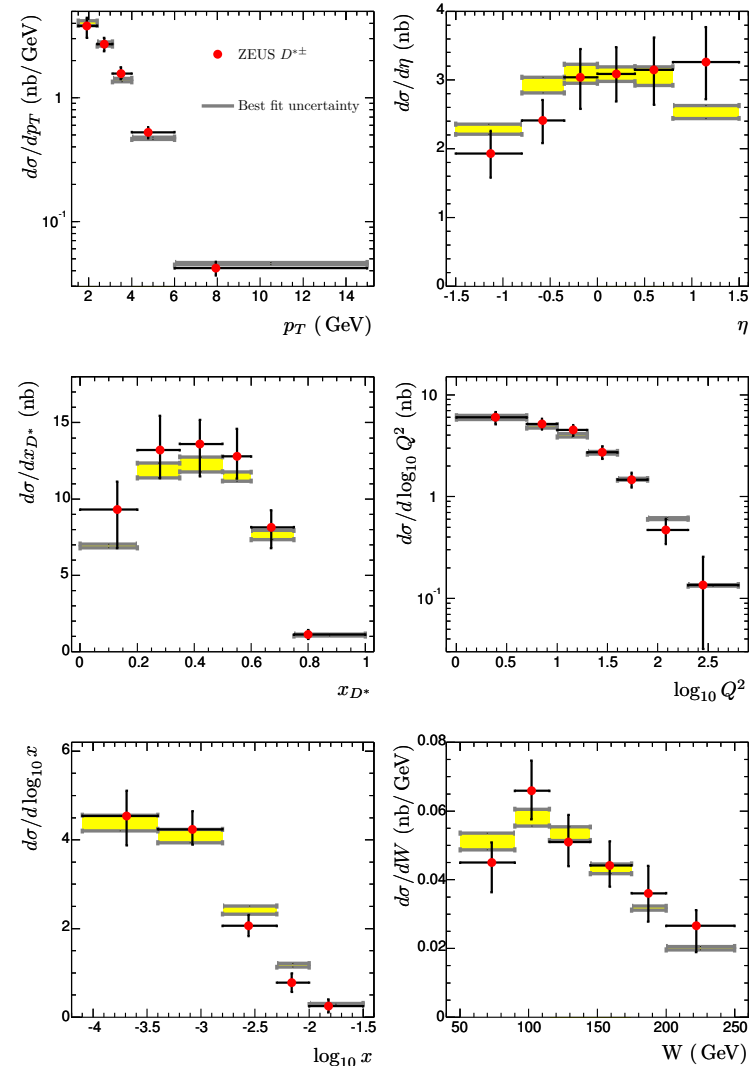 dσ/dp_T (nb/GeV)
1
10⁻¹
ZEUS D*±
Best fit uncertainty
2 4 6 8 10 12 14
p_T (GeV)
dσ/dη (nb)
4
3
2
1
0
-1.5 -1 -0.5 0 0.5 1 1.5
η
dσ/dx_D* (nb)
15
10
5
0
0 0.2 0.4 0.6 0.8 1
x_D*
dσ/d log₁₀ Q² (nb)
10
1
10⁻¹
0 0.5 1 1.5 2 2.5
log₁₀ Q²
dσ/d log₁₀ x
6
4
2
0
-4 -3.5 -3 -2.5 -2 -1.5
log₁₀ x
dσ/dW (nb/GeV)
0.08
0.06
0.04
0.02
0
50 100 150 200 250
W (GeV)